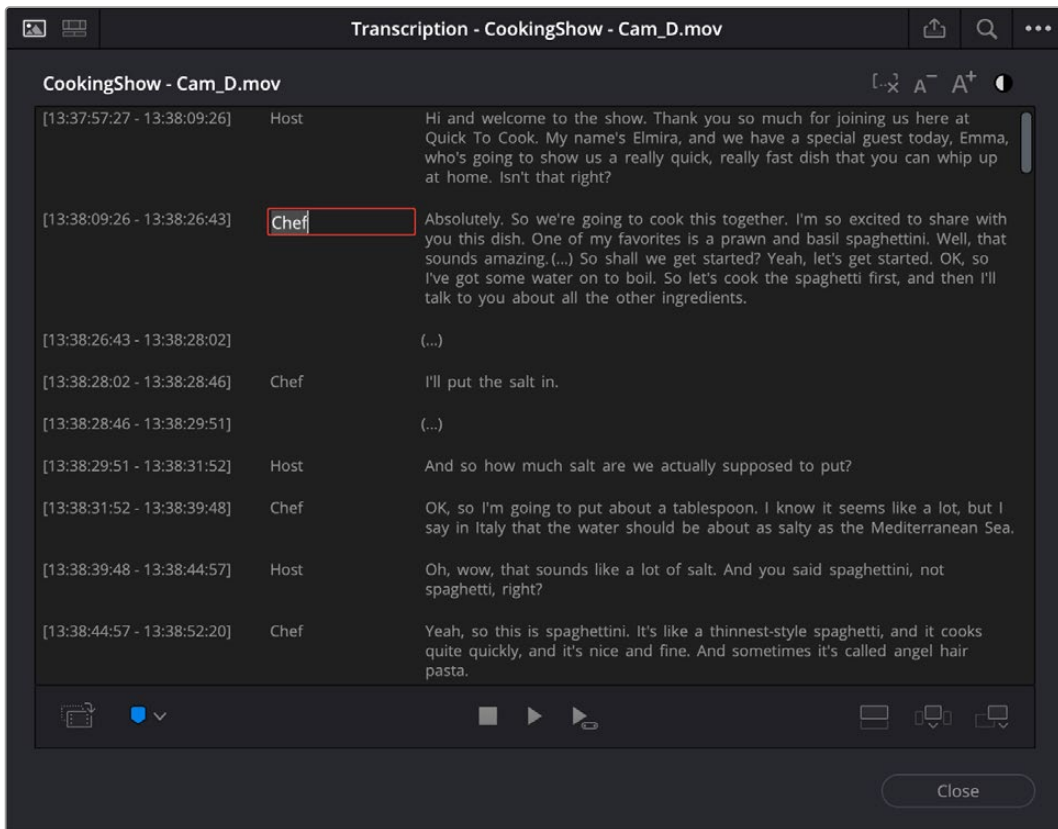 Transcription - CookingShow - Cam_D.mov
CookingShow - Cam_D.mov
A- A+
[13:37:57:27 - 13:38:09:26] Host Hi and welcome to the show. Thank you so much for joining us here at
Quick To Cook. My name's Elmira, and we have a special guest today, Emma,
who's going to show us a really quick, really fast dish that you can whip up
at home. Isn't that right?
[13:38:09:26 - 13:38:26:43] Chef Absolutely. So we're going to cook this together. I'm so excited to share with
you this dish. One of my favorites is a prawn and basil spaghettini. Well, that
sounds amazing.(...) So shall we get started? Yeah, let's get started. OK, so
I've got some water on to boil. So let's cook the spaghetti first, and then I'll
talk to you about all the other ingredients.
[13:38:26:43 - 13:38:28:02] (...)
[13:38:28:02 - 13:38:28:46] Chef I'll put the salt in.
[13:38:28:46 - 13:38:29:51] (...)
[13:38:29:51 - 13:38:31:52] Host And so how much salt are we actually supposed to put?
[13:38:31:52 - 13:38:39:48] Chef OK, so I'm going to put about a tablespoon. I know it seems like a lot, but I
say in Italy that the water should be about as salty as the Mediterranean Sea.
[13:38:39:48 - 13:38:44:57] Host Oh, wow, that sounds like a lot of salt. And you said spaghettini, not
spaghetti, right?
[13:38:44:57 - 13:38:52:20] Chef Yeah, so this is spaghettini. It's like a thinnest-style spaghetti, and it cooks
quite quickly, and it's nice and fine. And sometimes it's called angel hair
pasta.
Close